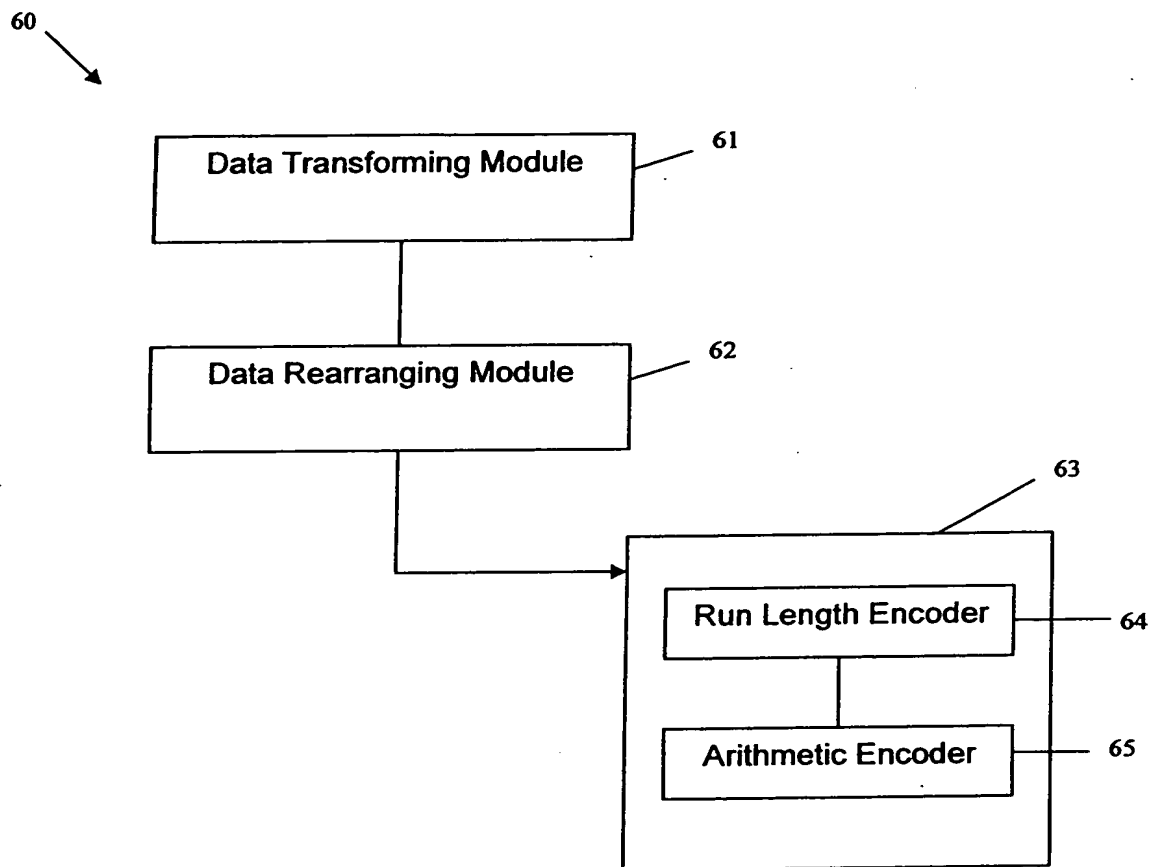 60
Data Transforming Module
61
Data Rearranging Module
62
63
Run Length Encoder
64
Arithmetic Encoder
65